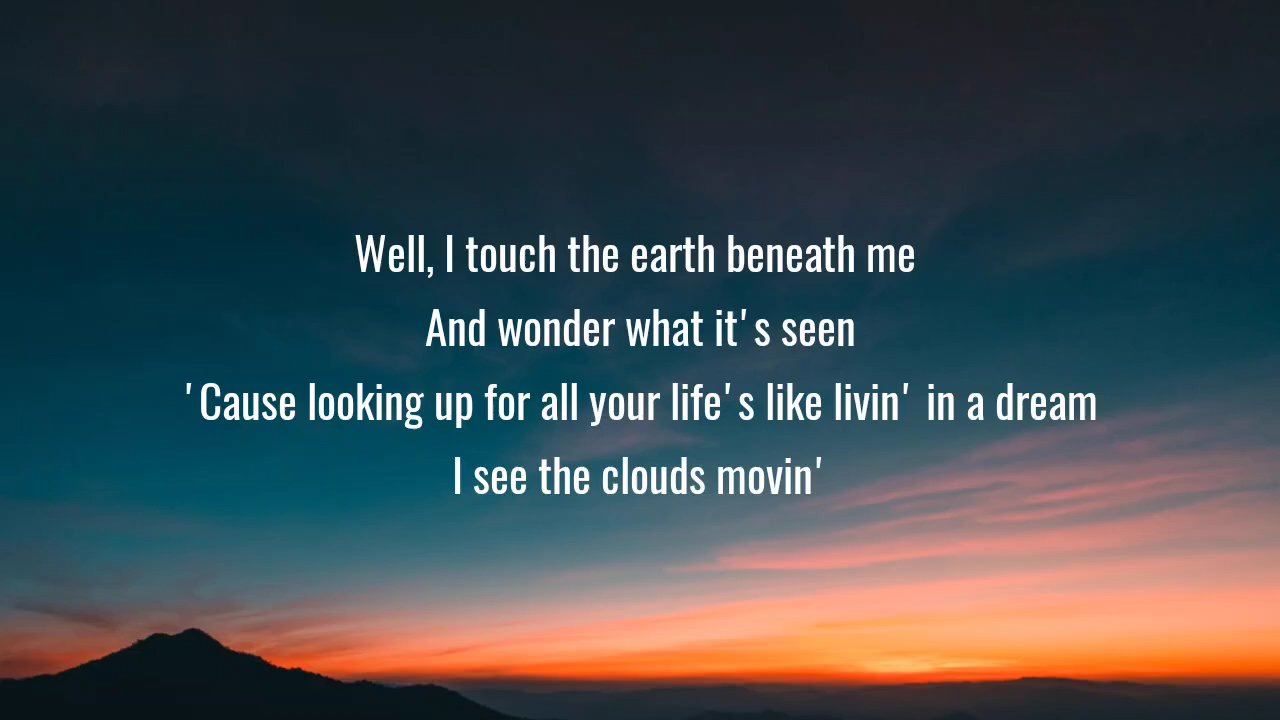 Well, I touch the earth beneath me
And wonder what it's seen
'Cause looking up for all your life's like livin' in a dream
I see the clouds movin'